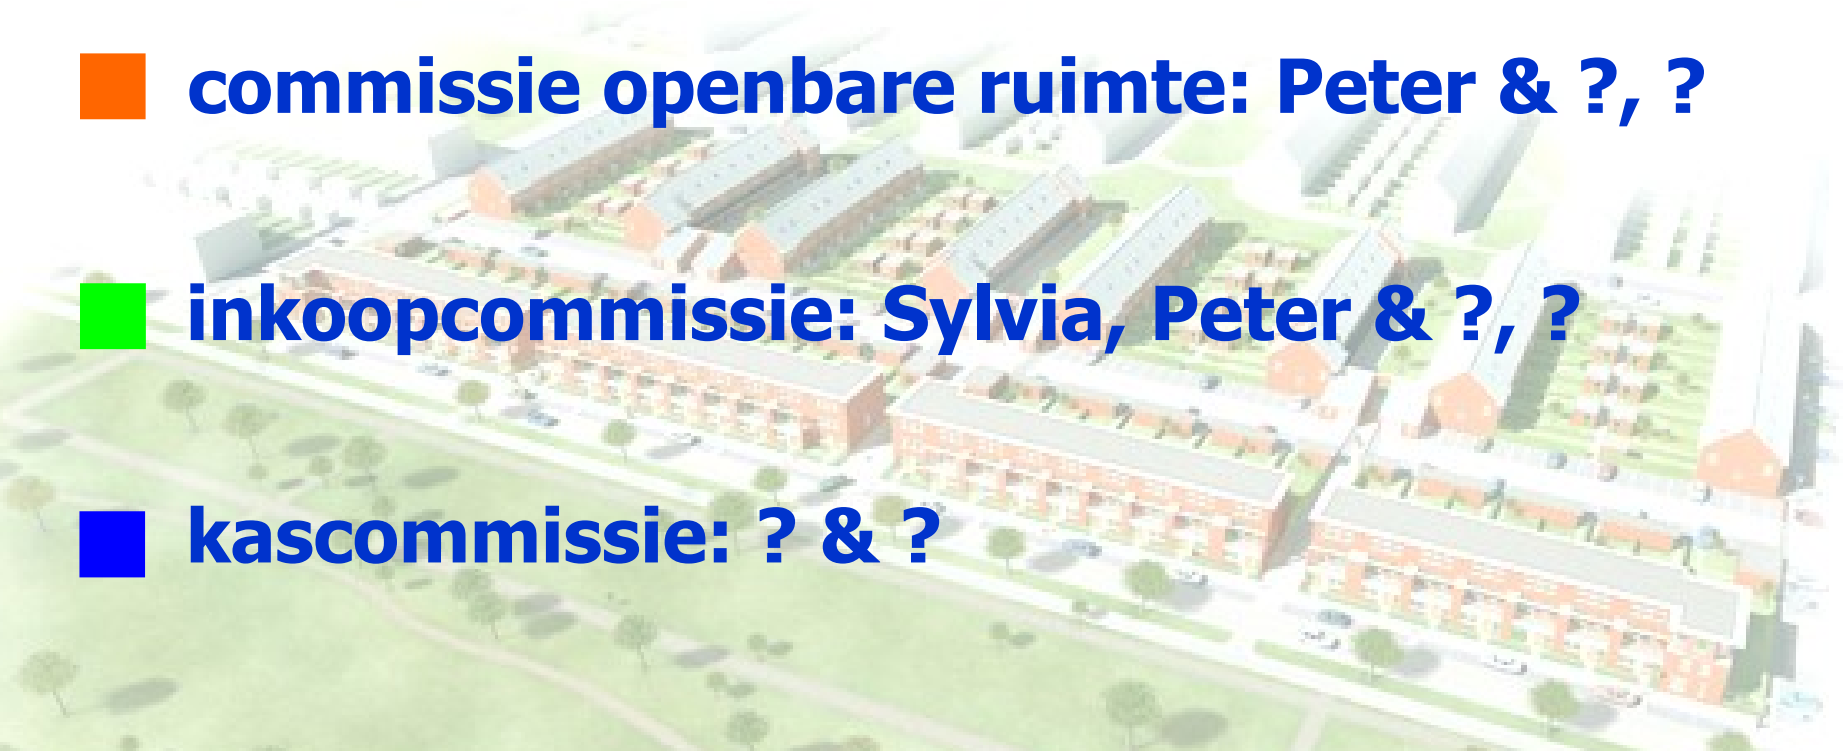 commissie openbare ruimte: Peter & ?, ?
inkoopcommissie: Sylvia, Peter & ?, ?
kascommissie: ? & ?